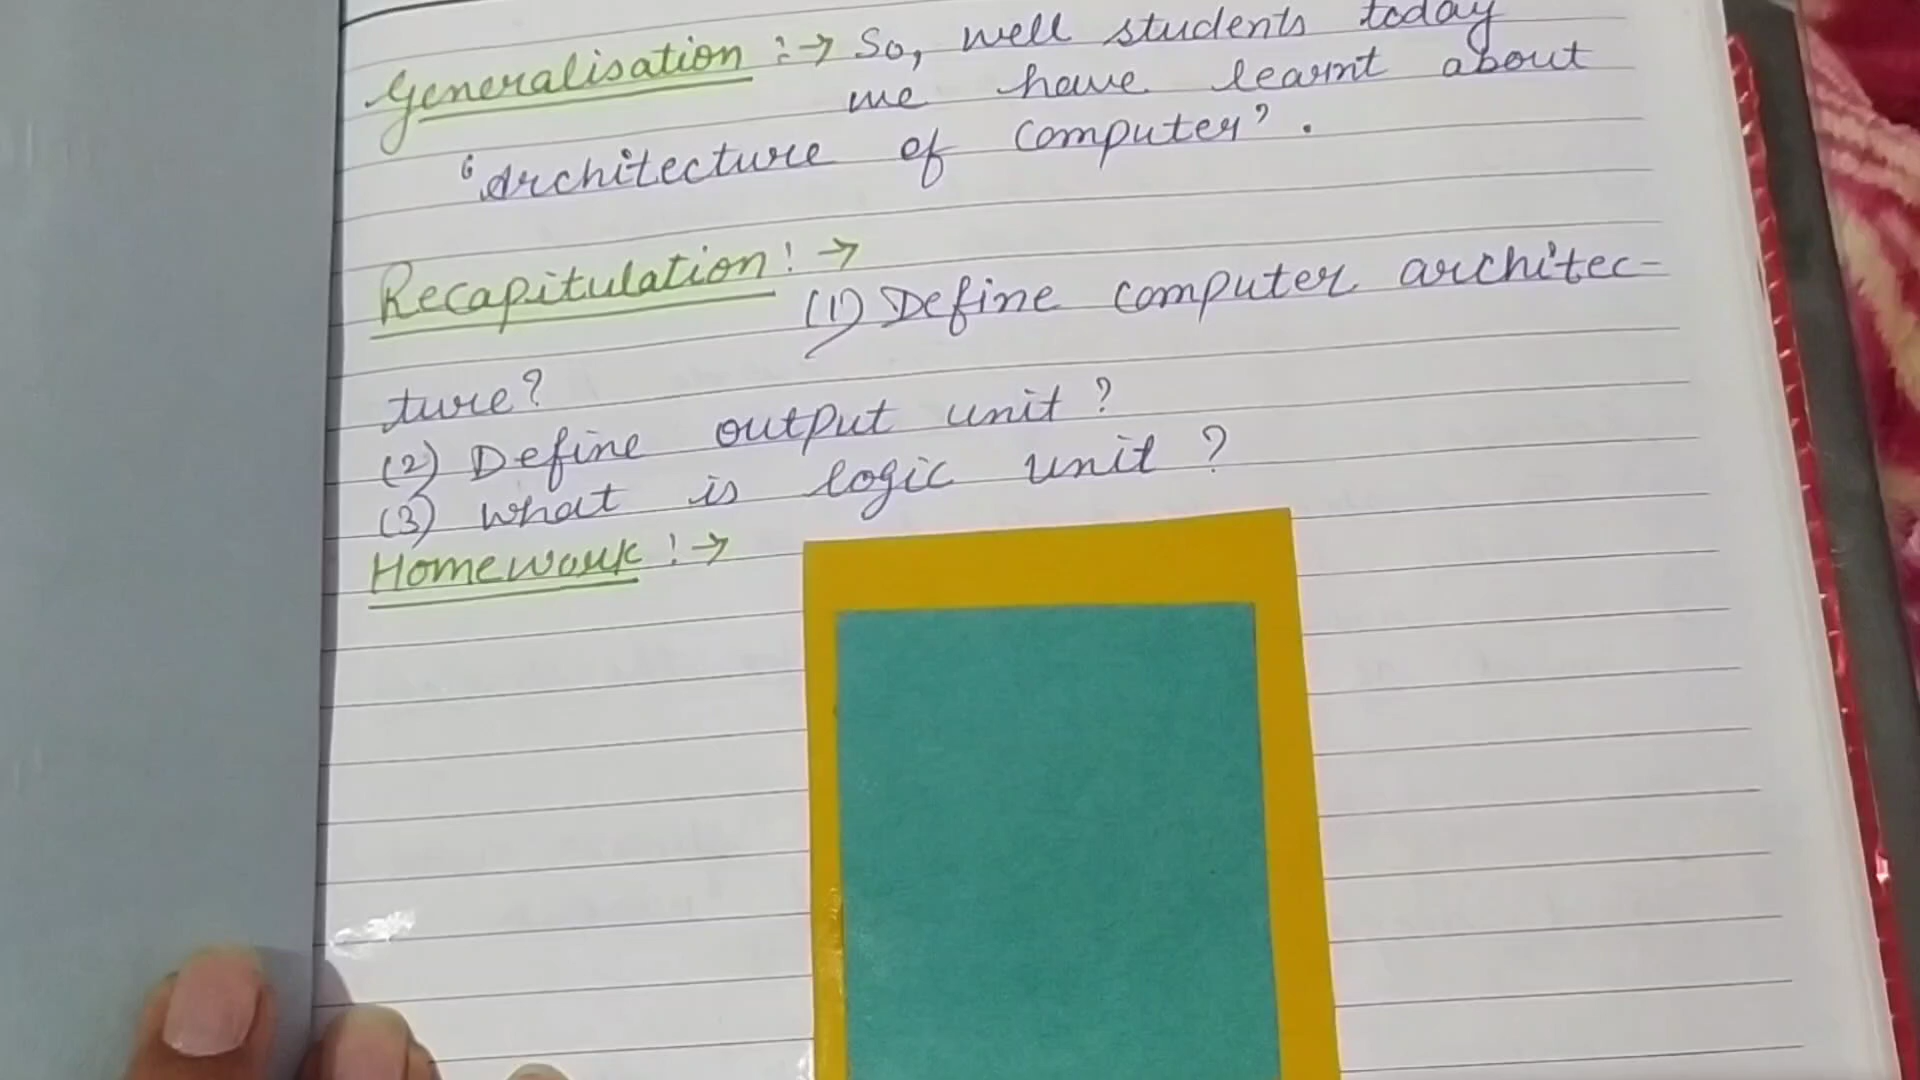 Generalisation :→ So, well students today
we have learnt about
“Architecture of Computer”.
Recapitulation :→
(1) Define computer architec-
ture?
(2) Define output unit ?
(3) What is logic unit ?
Homework :→